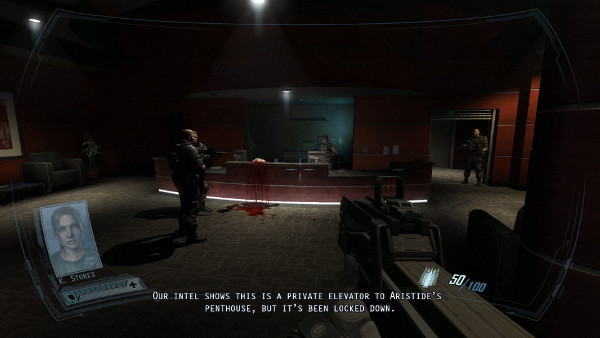 K. Stokes
50/100
Our intel shows this is a private elevator to Aristide's
penthouse, but it's been locked down.